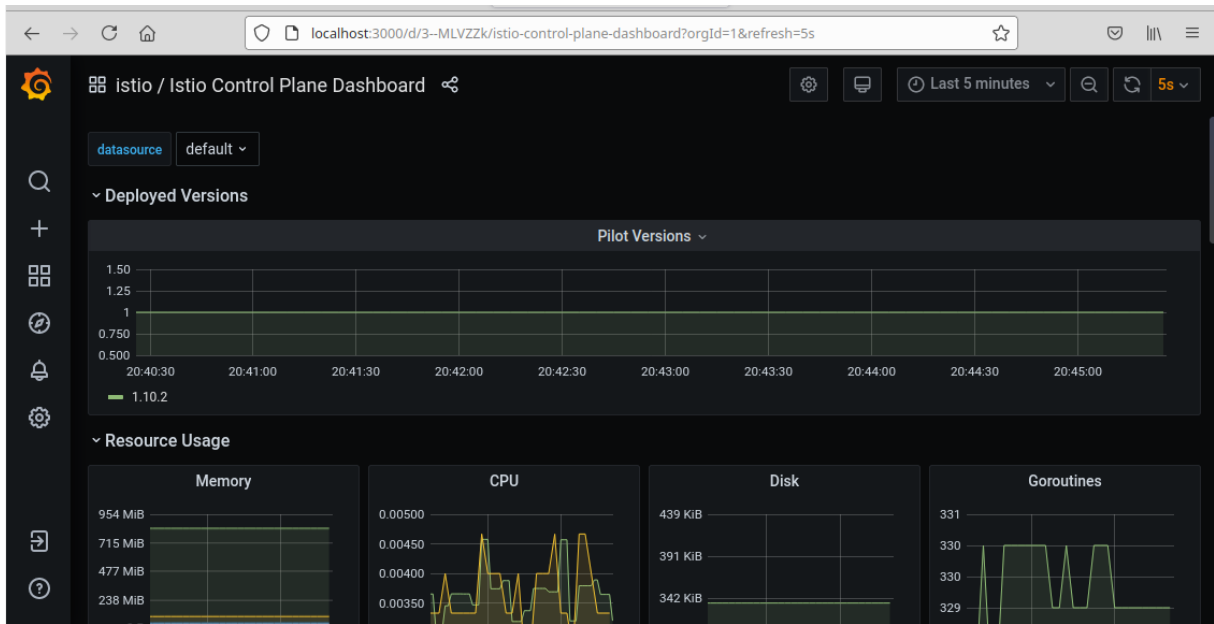 localhost:3000/d/3--MLVZZk/istio-control-plane-dashboard?orgId=1&refresh=5s
istio / Istio Control Plane Dashboard
Last 5 minutes
5s
datasource
default
Deployed Versions
Pilot Versions
1.50
1.25
1
0.750
0.500
20:40:30 20:41:00 20:41:30 20:42:00 20:42:30 20:43:00 20:43:30 20:44:00 20:44:30 20:45:00
1.10.2
Resource Usage
Memory
954 MiB
715 MiB
477 MiB
238 MiB
CPU
0.00500
0.00450
0.00400
0.00350
Disk
439 KiB
391 KiB
342 KiB
Goroutines
331
330
330
329